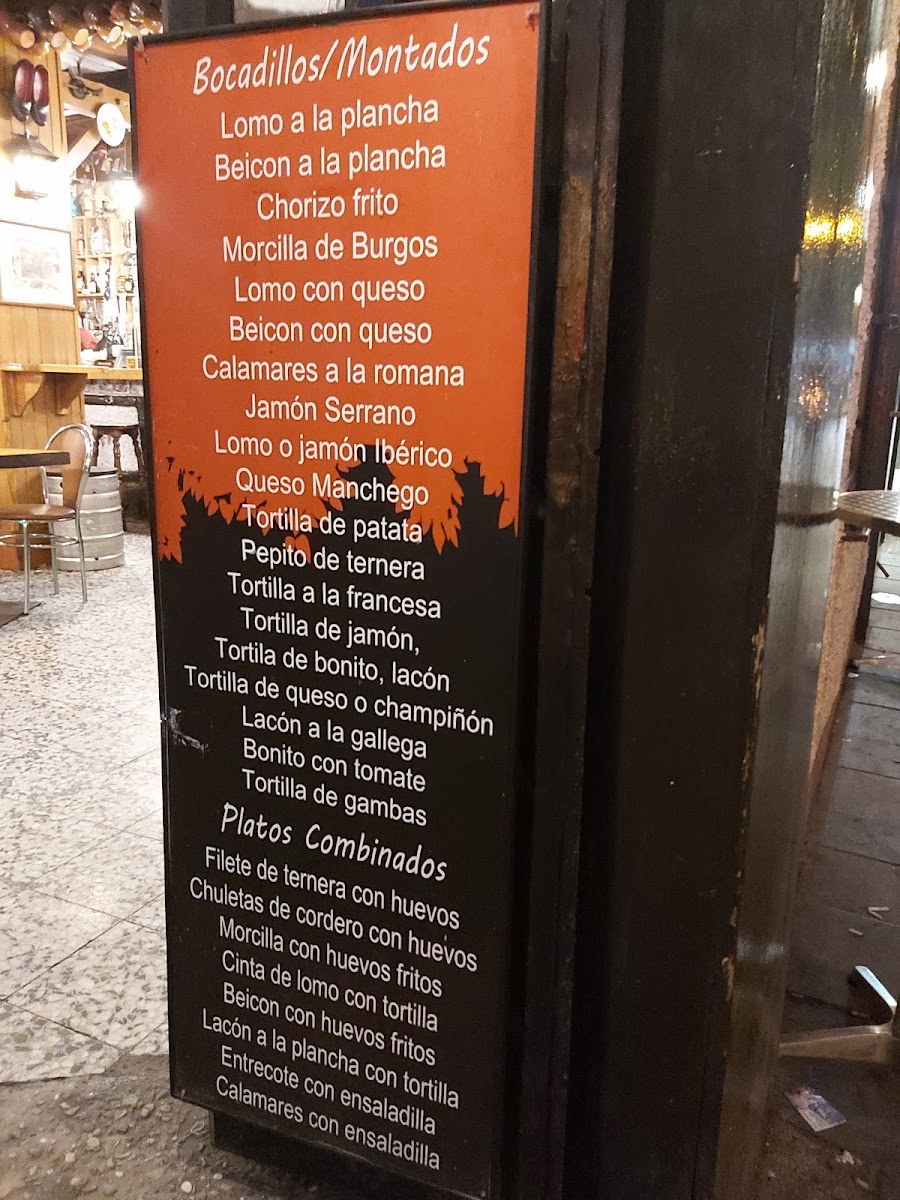 Bocadillos/Montados
Lomo a la plancha
Beicon a la plancha
Chorizo frito
Morcilla de Burgos
Lomo con queso
Beicon con queso
Calamares a la romana
Jamón Serrano
Lomo o jamón Ibérico
Queso Manchego
Tortilla de patata
Pepito de ternera
Tortilla a la francesa
Tortilla de jamón,
Tortila de bonito, lacón
Tortilla de queso o champiñón
Lacón a la gallega
Bonito con tomate
Tortilla de gambas
Platos Combinados
Filete de ternera con huevos
Chuletas de cordero con huevos
Morcilla con huevos fritos
Cinta de lomo con tortilla
Beicon con huevos fritos
Lacón a la plancha con tortilla
Entrecote con ensaladilla
Calamares con ensaladilla